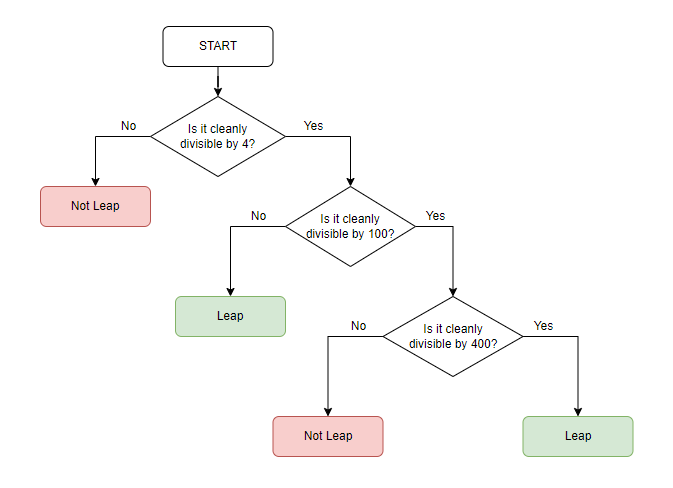 START
No
Is it cleanly
divisible by 4?
Yes
Not Leap
No
Is it cleanly
divisible by 100?
Yes
Leap
No
Is it cleanly
divisible by 400?
Yes
Not Leap
Leap